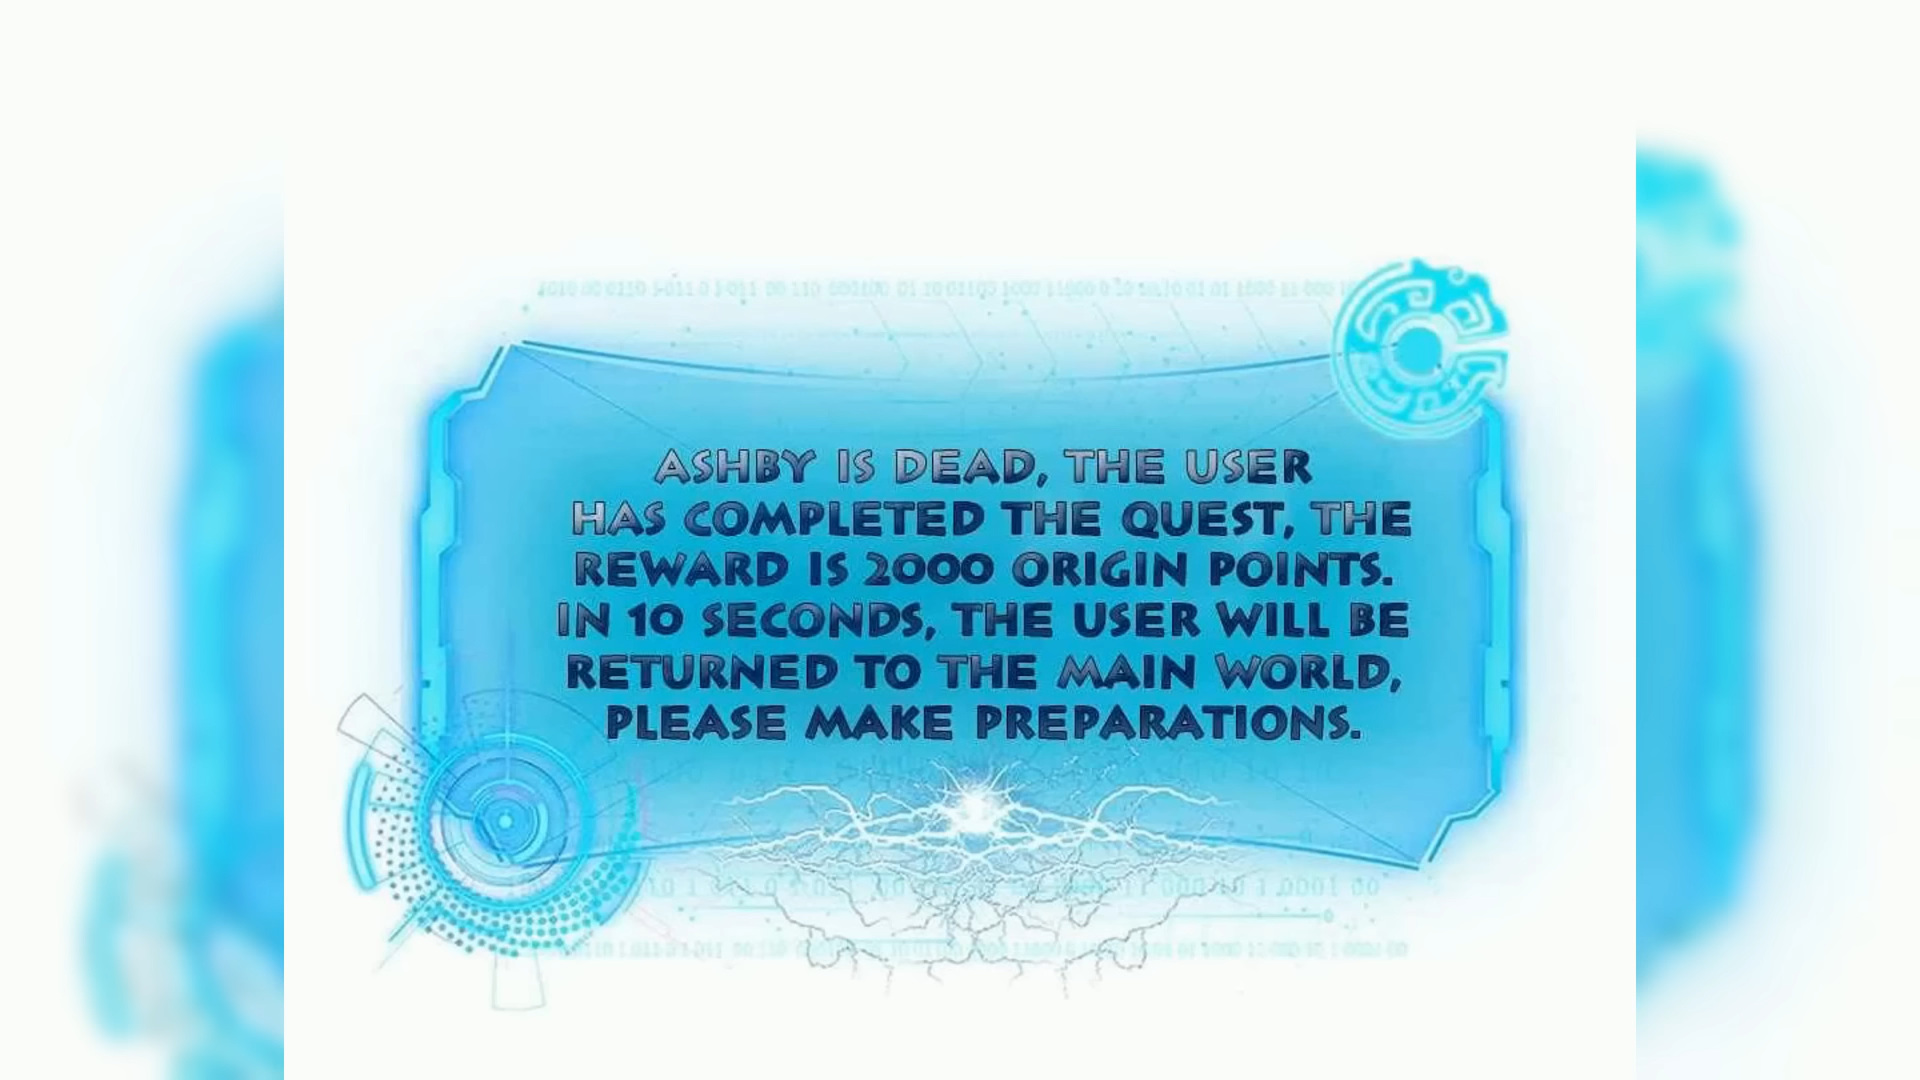 ASHBY IS DEAD, THE USER
HAS COMPLETED THE QUEST, THE
REWARD IS 2000 ORIGIN POINTS.
IN 10 SECONDS, THE USER WILL BE
RETURNED TO THE MAIN WORLD,
PLEASE MAKE PREPARATIONS.